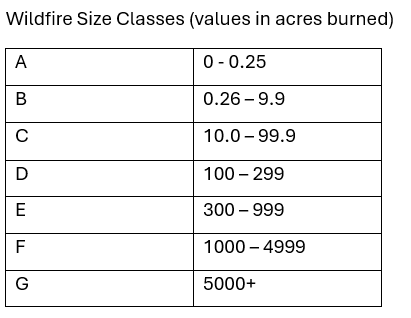 Wildfire Size Classes (values in acres burned)
A 0 - 0.25
B 0.26 – 9.9
C 10.0 – 99.9
D 100 – 299
E 300 – 999
F 1000 – 4999
G 5000+